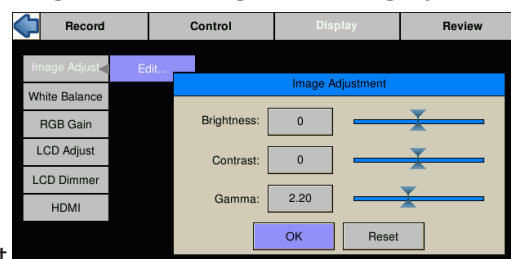 Record Control Display Review
Image Adjust Edit...
Image Adjustment
White Balance
RGB Gain
LCD Adjust
LCD Dimmer
HDMI
Brightness: 0
Contrast: 0
Gamma: 2.20
OK Reset